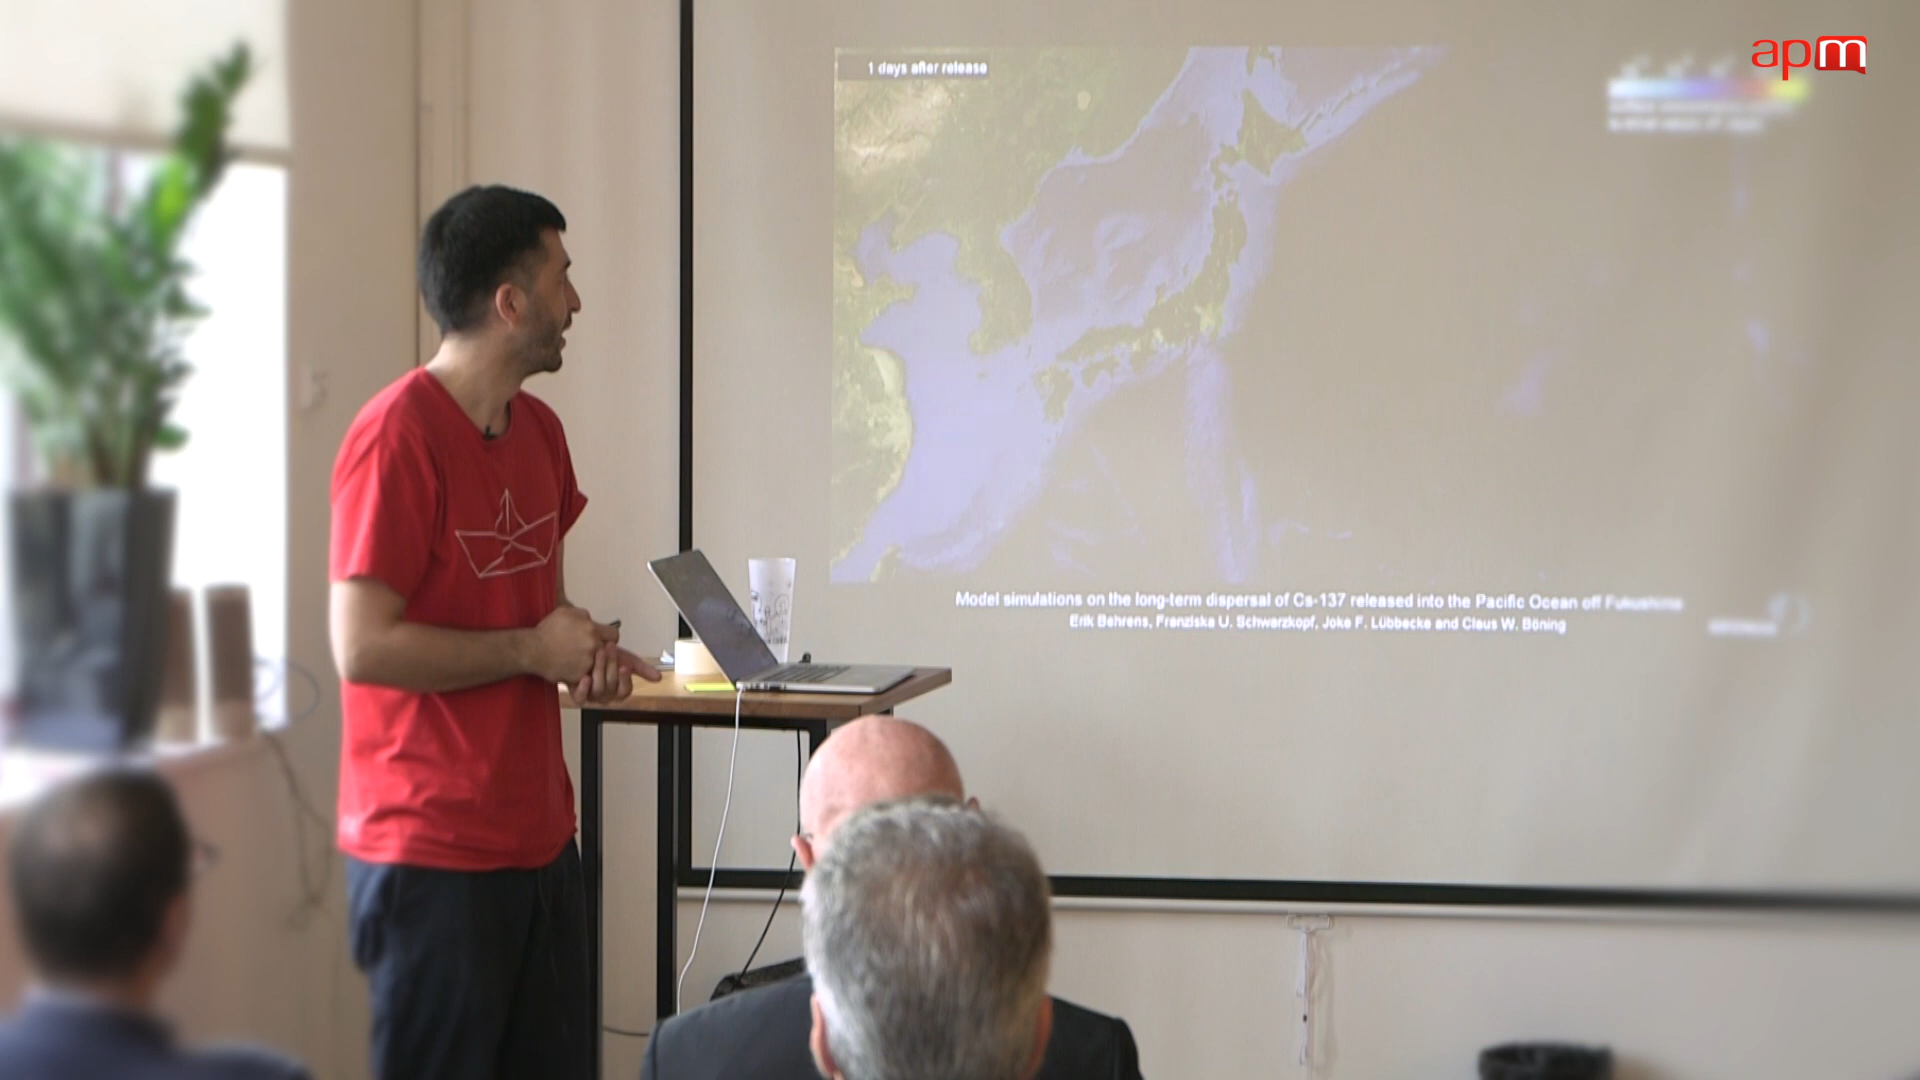 1 days after release
apm
Model simulations on the long-term dispersal of Cs-137 released into the Pacific Ocean off Fukushima
Erik Behrens, Franziska U. Schwarzkopf, Joke F. Lübbecke and Claus W. Böning